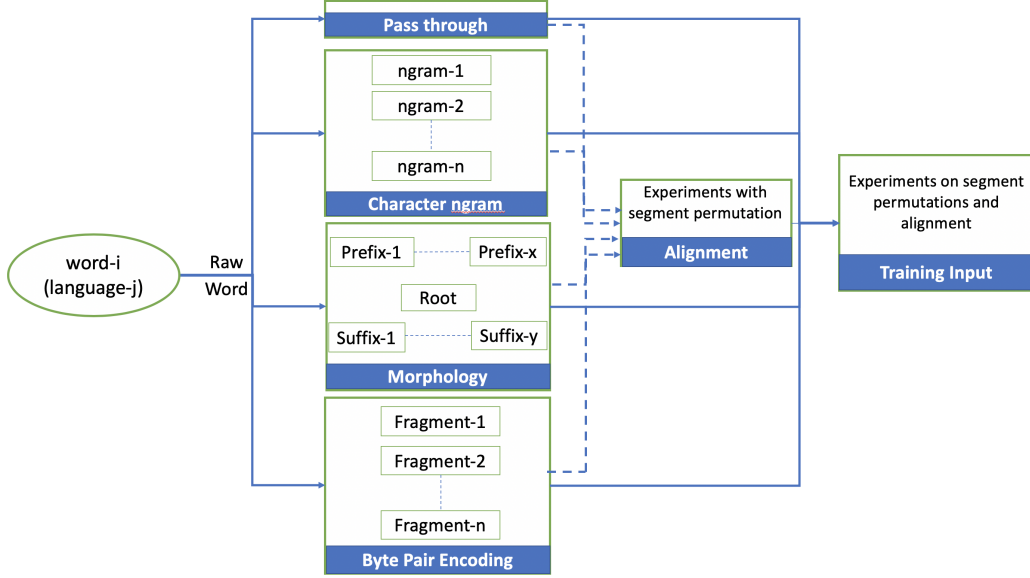 word-i
(language-j)
Raw
Word
Pass through
ngram-1
ngram-2
ngram-n
Character ngram
Prefix-1
Prefix-x
Root
Suffix-1
Suffix-y
Morphology
Fragment-1
Fragment-2
Fragment-n
Byte Pair Encoding
Experiments with
segment permutation
Alignment
Experiments on segment
permutations and
alignment
Training Input